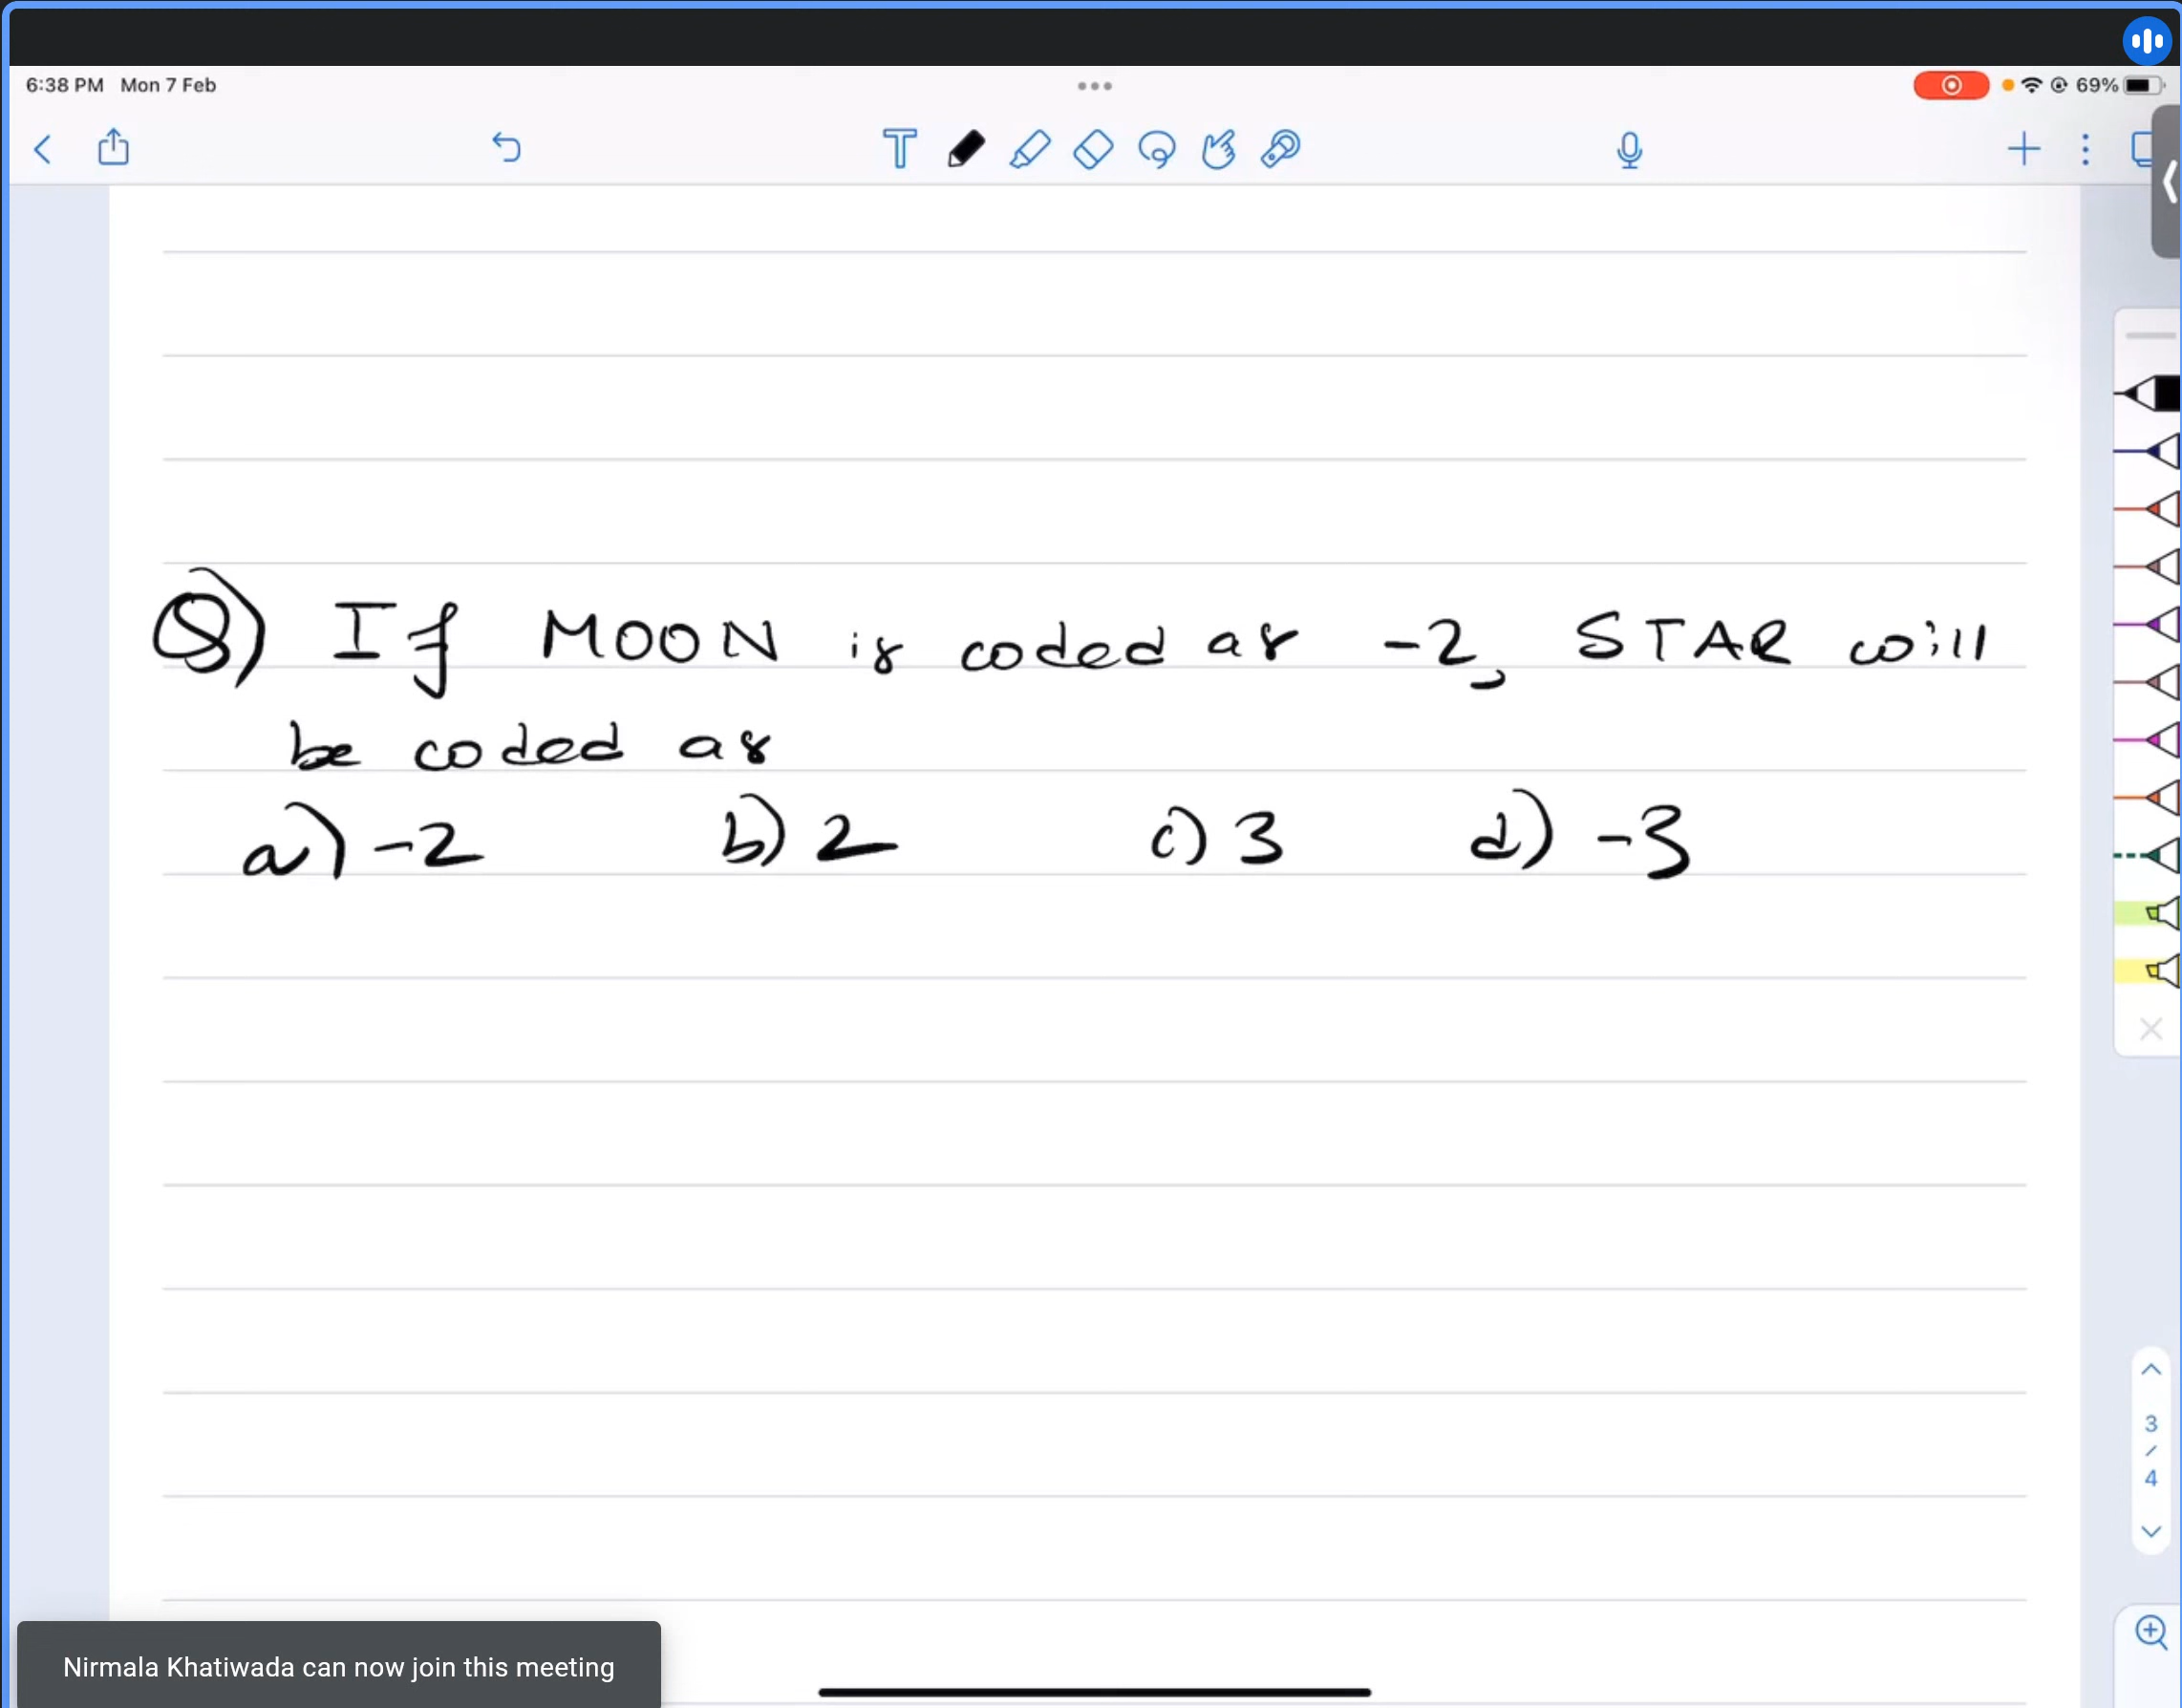 6:38 PM Mon 7 Feb
69%
Q) If MOON is coded as -2, STAR will
be coded as
a) -2 b) 2 c) 3 d) -3
3
/
4
Nirmala Khatiwada can now join this meeting